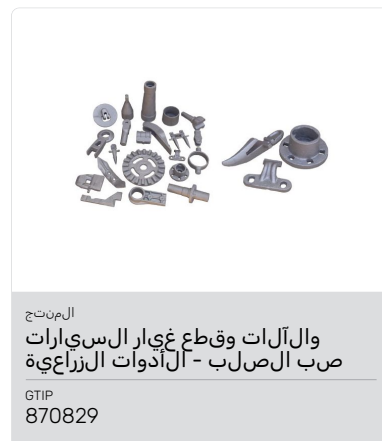 المنتج
والآلات وقطع غيار السيارات
صب الصلب - الأدوات الزراعية
GTIP
870829